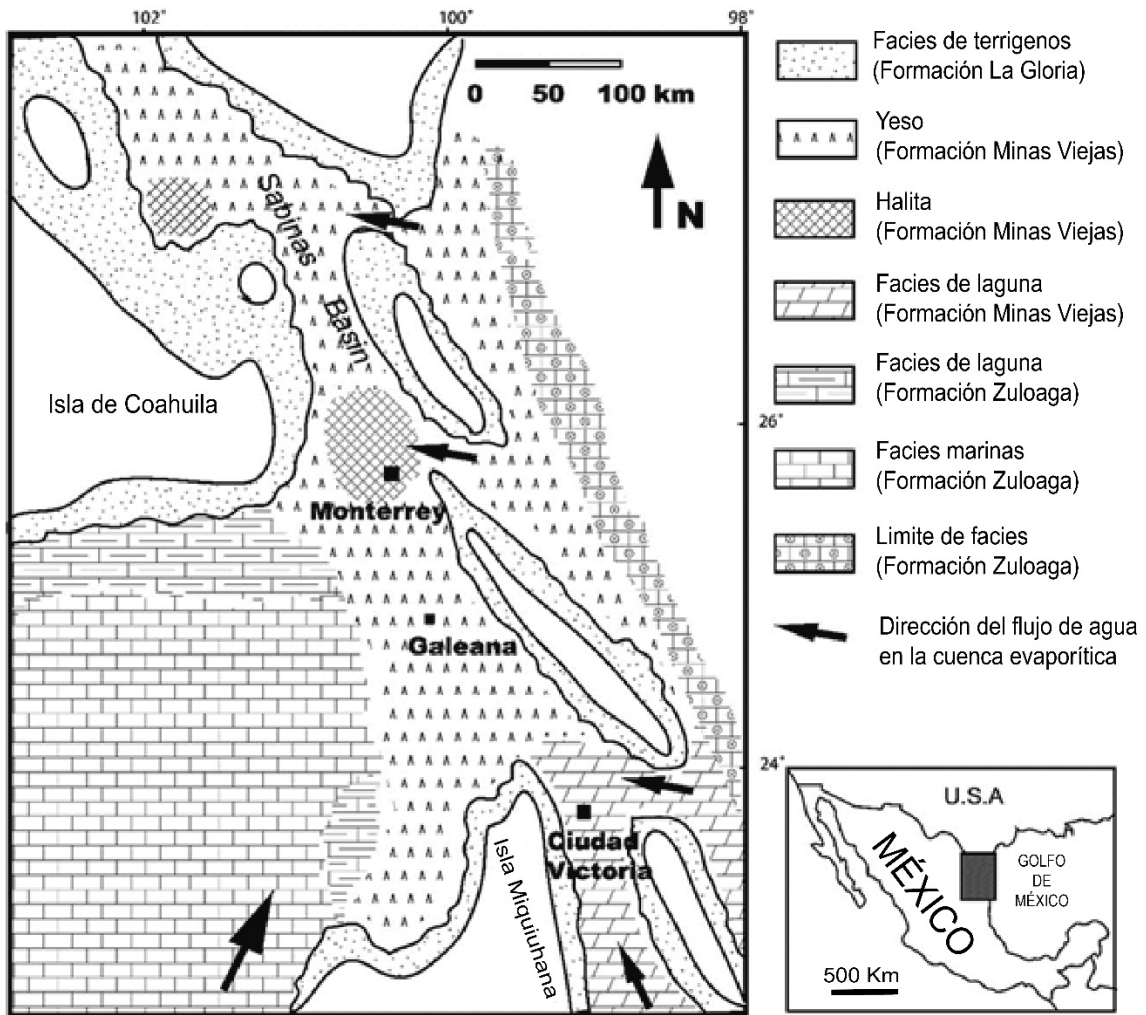 102°
100°
98°
0 50 100 km
N
Sabinas
Basin
Isla de Coahuila
26°
Monterrey
Galeana
24°
Ciudad
Victoria
Isla Miquiuhana
Facies de terrigenos
(Formación La Gloria)
Yeso
(Formación Minas Viejas)
Halita
(Formación Minas Viejas)
Facies de laguna
(Formación Minas Viejas)
Facies de laguna
(Formación Zuloaga)
Facies marinas
(Formación Zuloaga)
Limite de facies
(Formación Zuloaga)
Dirección del flujo de agua
en la cuenca evaporítica
U.S.A
MÉXICO
GOLFO
DE
MÉXICO
500 Km